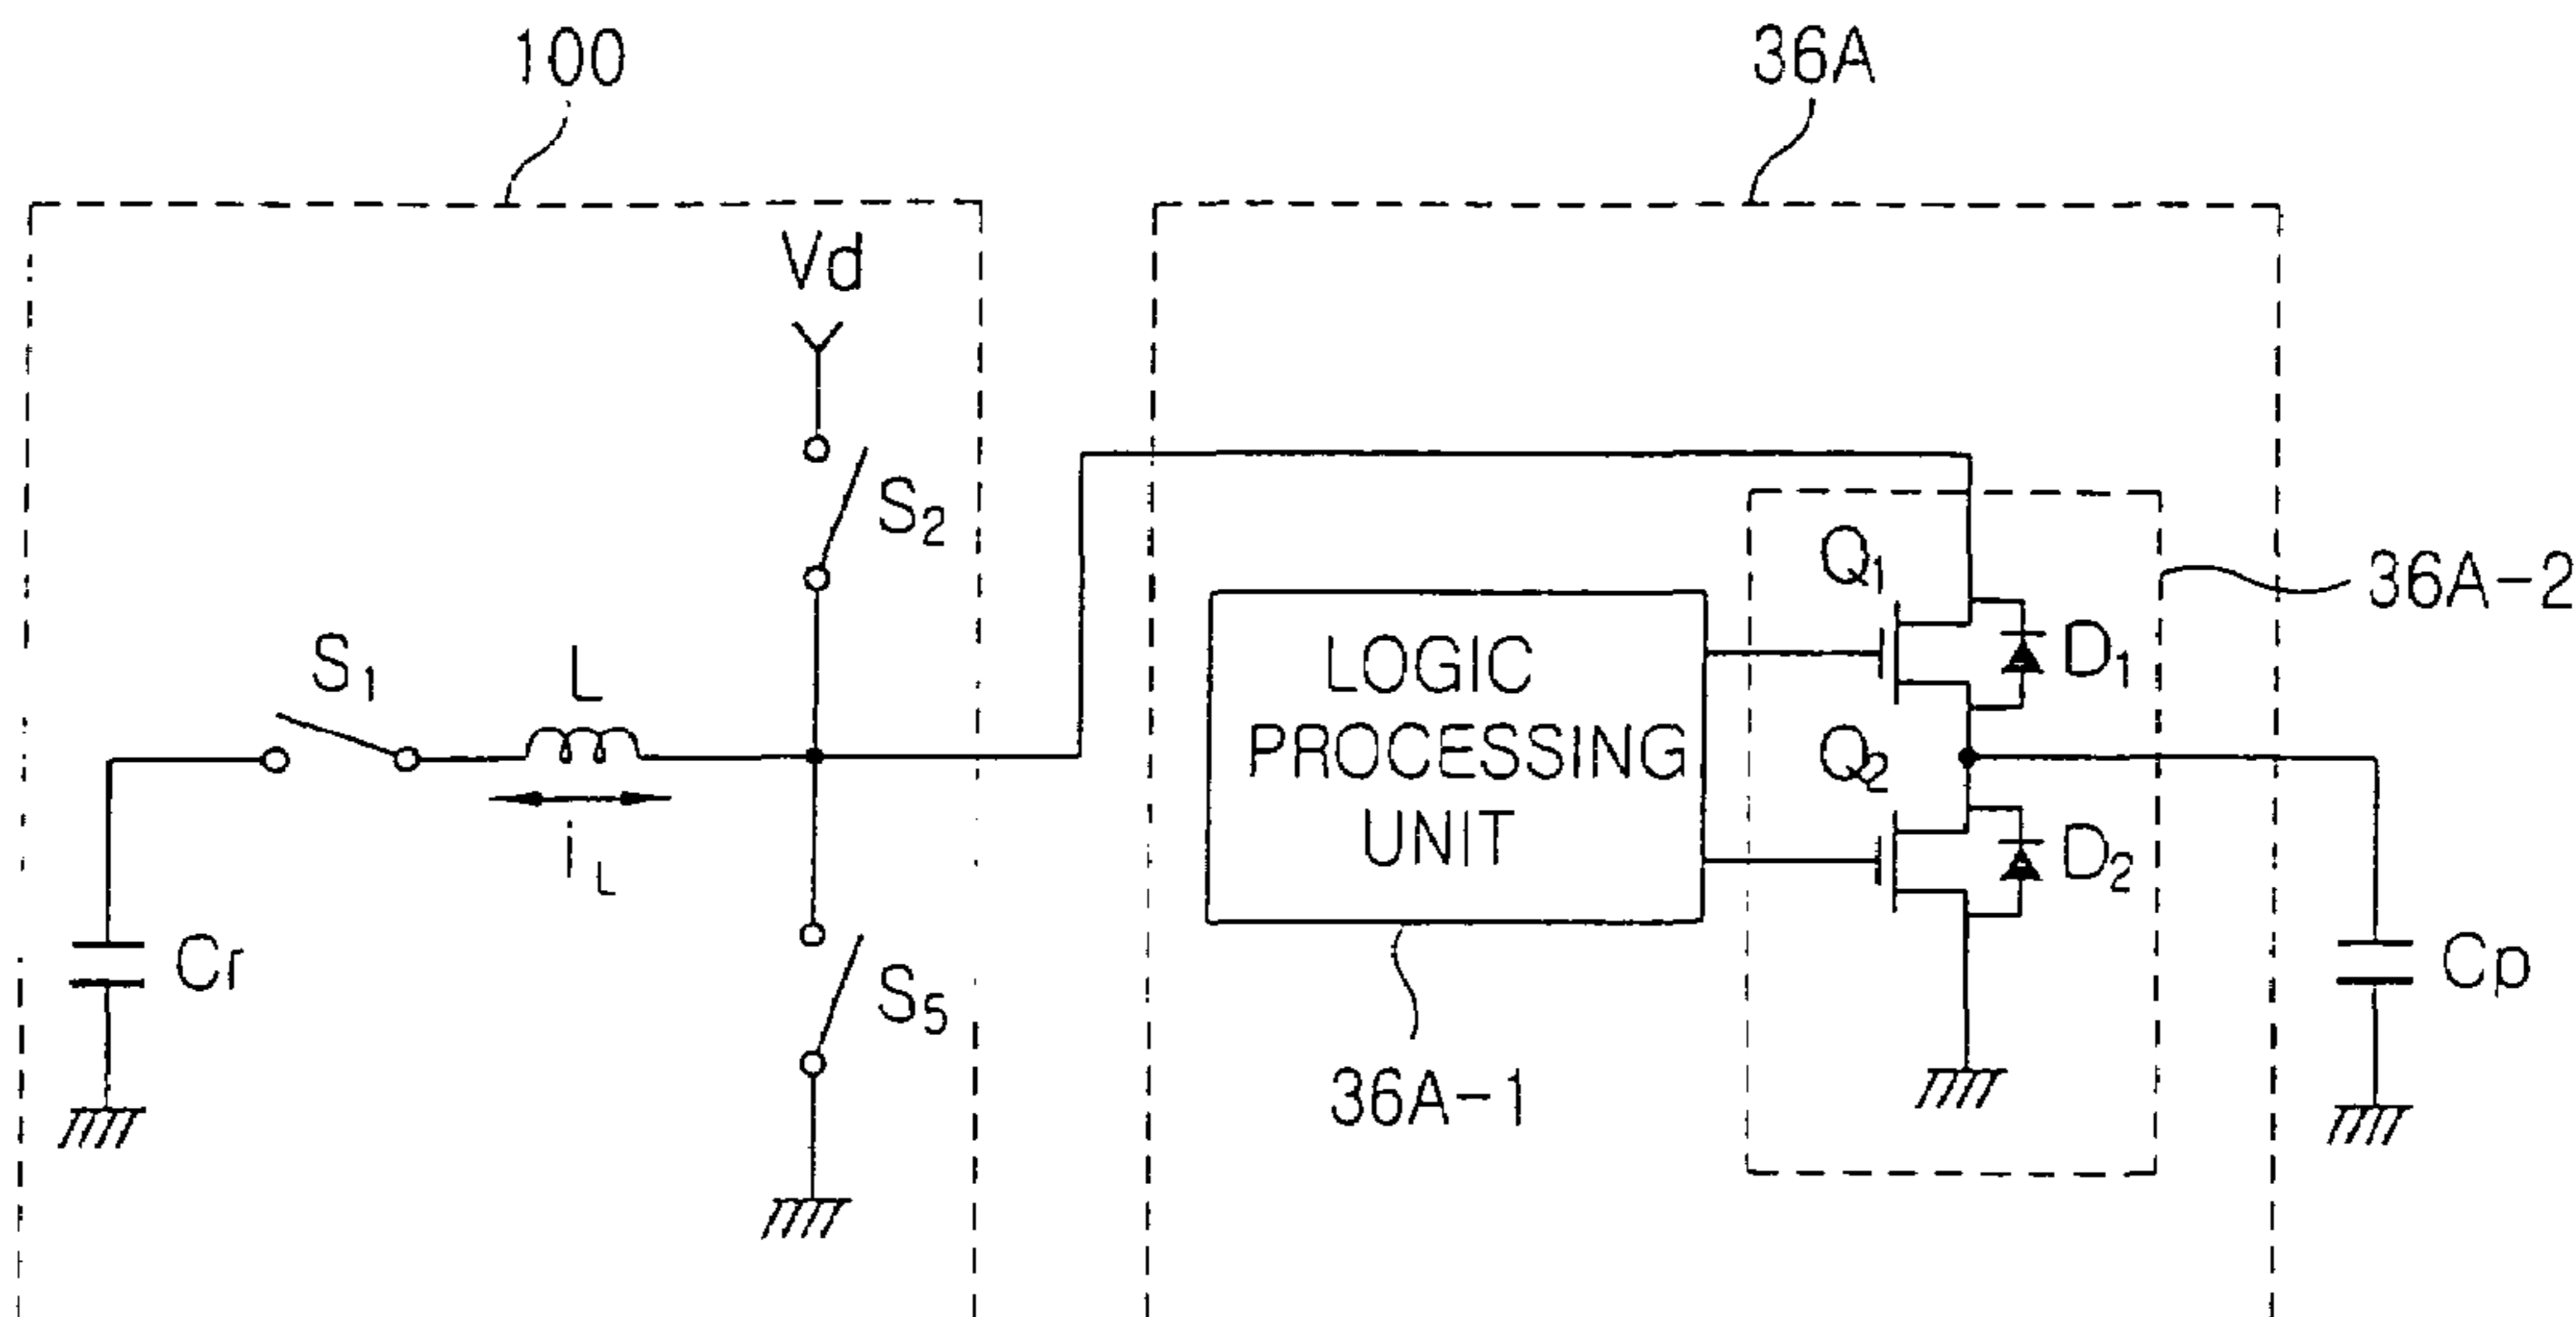 100
36A
Vd
S2
Q1
36A-2
S1
L
LOGIC
PROCESSING
UNIT
D1
Q2
iL
D2
Cr
S5
Cp
36A-1